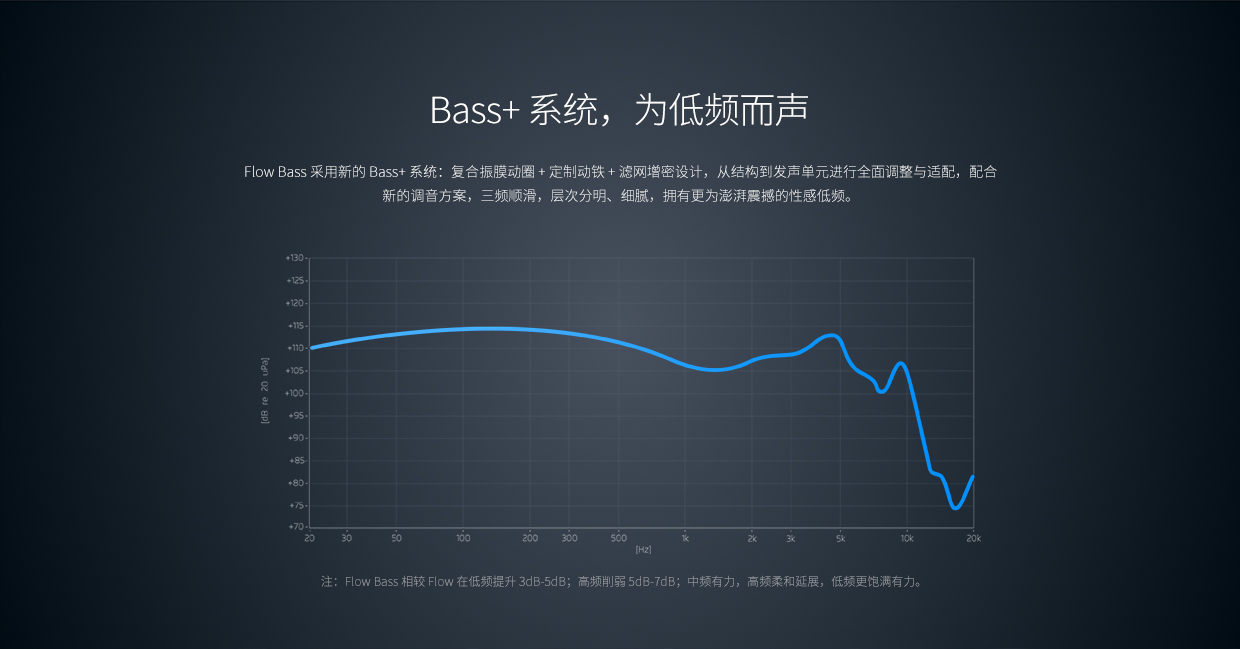 Bass+ 系统，为低频而声
Flow Bass 采用新的 Bass+ 系统：复合振膜动圈 + 定制动铁 + 滤网增密设计，从结构到发声单元进行全面调整与适配，配合
新的调音方案，三频顺滑，层次分明、细腻，拥有更为澎湃震撼的性感低频。
+130
+125
+120
+115
+110
+105
+100
+95
+90
+85
+80
+75
+70
[dB re 20 uPa]
20 30 50 100 200 300 500 1k 2k 3k 5k 10k 20k
[Hz]
注：Flow Bass 相较 Flow 在低频提升 3dB-5dB；高频削弱 5dB-7dB；中频有力，高频柔和延展，低频更饱满有力。